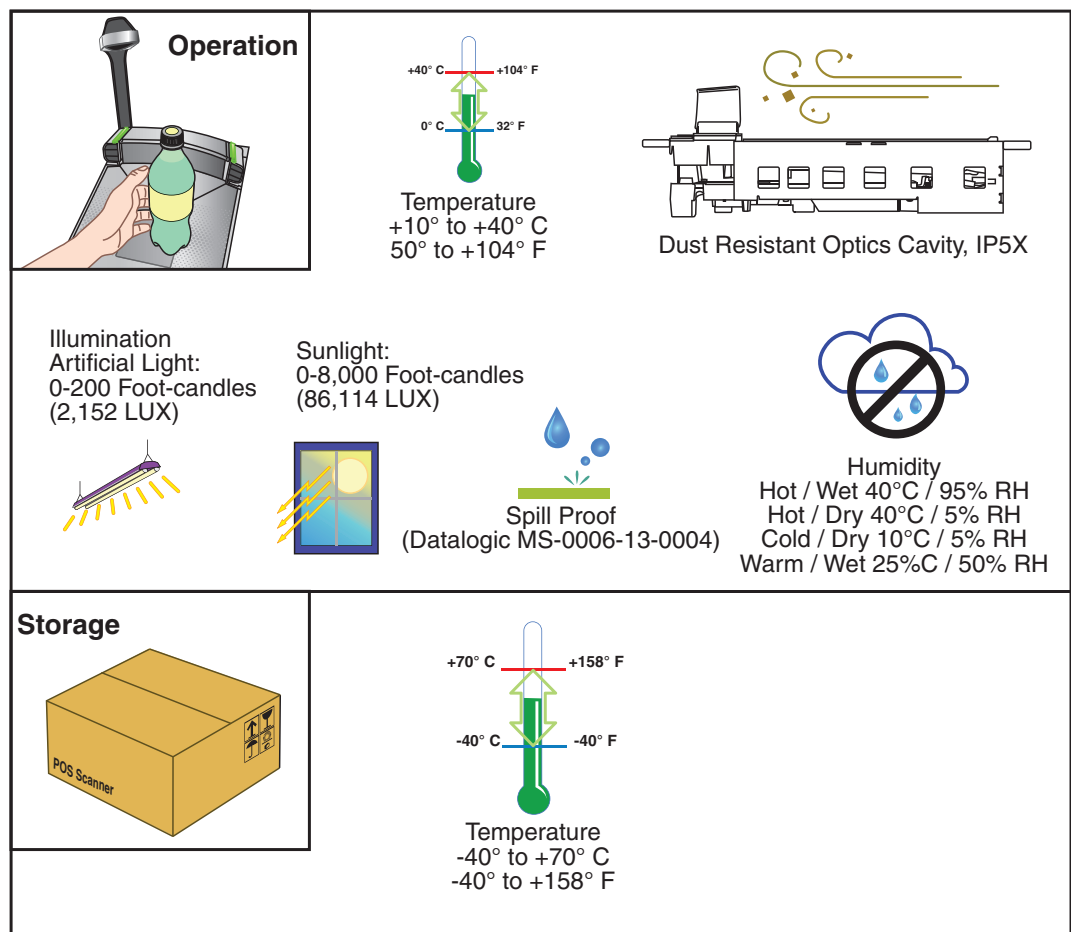 Operation
+40° C
+104° F
0° C
32° F
Temperature
+10° to +40° C
50° to +104° F
Dust Resistant Optics Cavity, IP5X
Illumination
Artificial Light:
0-200 Foot-candles
(2,152 LUX)
Sunlight:
0-8,000 Foot-candles
(86,114 LUX)
Spill Proof
(Datalogic MS-0006-13-0004)
Humidity
Hot / Wet 40°C / 95% RH
Hot / Dry 40°C / 5% RH
Cold / Dry 10°C / 5% RH
Warm / Wet 25%C / 50% RH
Storage
POS Scanner
+70° C
+158° F
-40° C
-40° F
Temperature
-40° to +70° C
-40° to +158° F